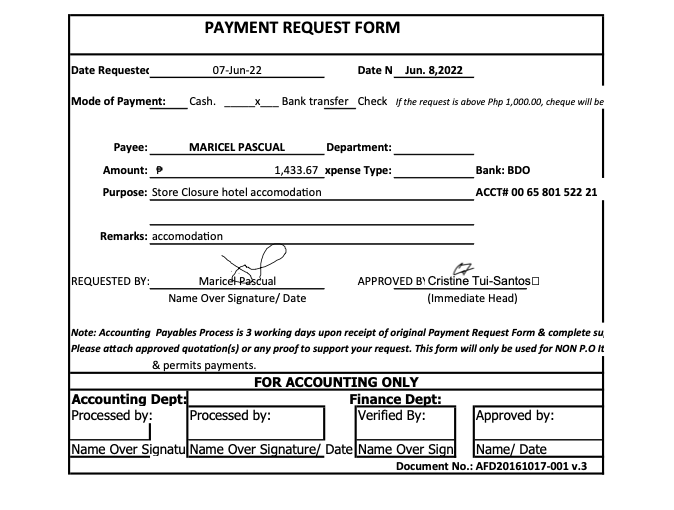 PAYMENT REQUEST FORM
Date Requested 07-Jun-22 Date N Jun. 8,2022
Mode of Payment: ____ Cash. _____x___ Bank transfer ____ Check If the request is above Php 1,000.00, cheque will be
Payee: MARICEL PASCUAL Department:
Amount: ₱ 1,433.67 xpense Type: Bank: BDO
Purpose: Store Closure hotel accomodation ACCT# 00 65 801 522 21
Remarks: accomodation
REQUESTED BY: Maricel Pascual APPROVED BY Cristine Tui-Santos□
Name Over Signature/ Date (Immediate Head)
Note: Accounting Payables Process is 3 working days upon receipt of original Payment Request Form & complete su
Please attach approved quotation(s) or any proof to support your request. This form will only be used for NON P.O It
& permits payments.
FOR ACCOUNTING ONLY
Accounting Dept: Finance Dept:
Processed by: Processed by: Verified By: Approved by:
Name Over Signatu Name Over Signature/ Date Name Over Sign Name/ Date
Document No.: AFD20161017-001 v.3